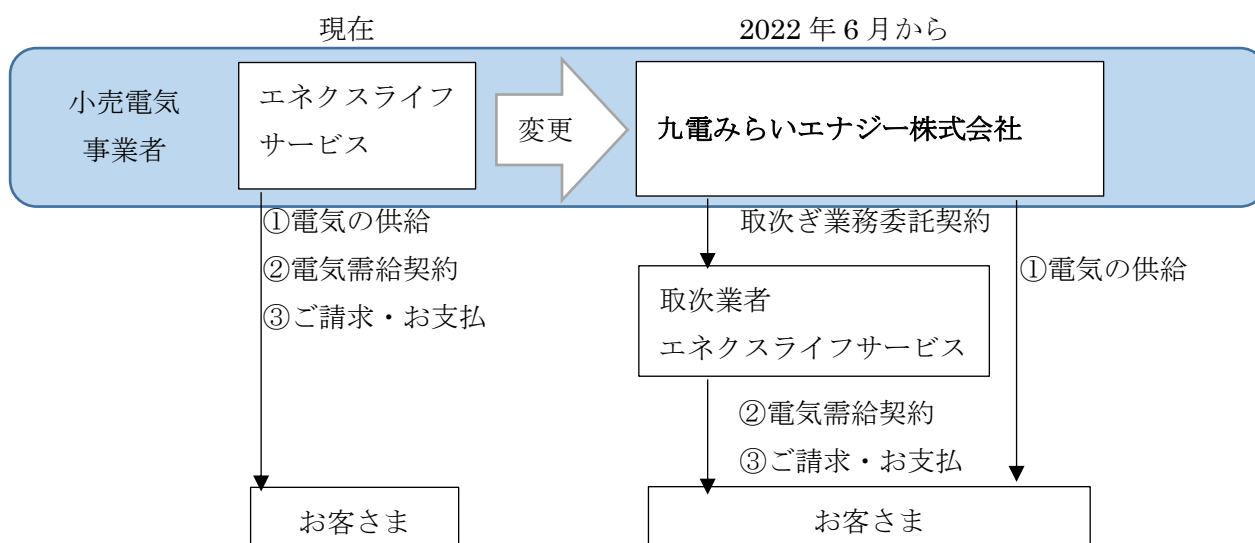 現在
2022 年 6 月から
小売電気
事業者
エネクスライフ
サービス
変更
九電みらいエナジー株式会社
①電気の供給
②電気需給契約
③ご請求・お支払
取次ぎ業務委託契約
①電気の供給
取次業者
エネクスライフサービス
②電気需給契約
③ご請求・お支払
お客さま
お客さま